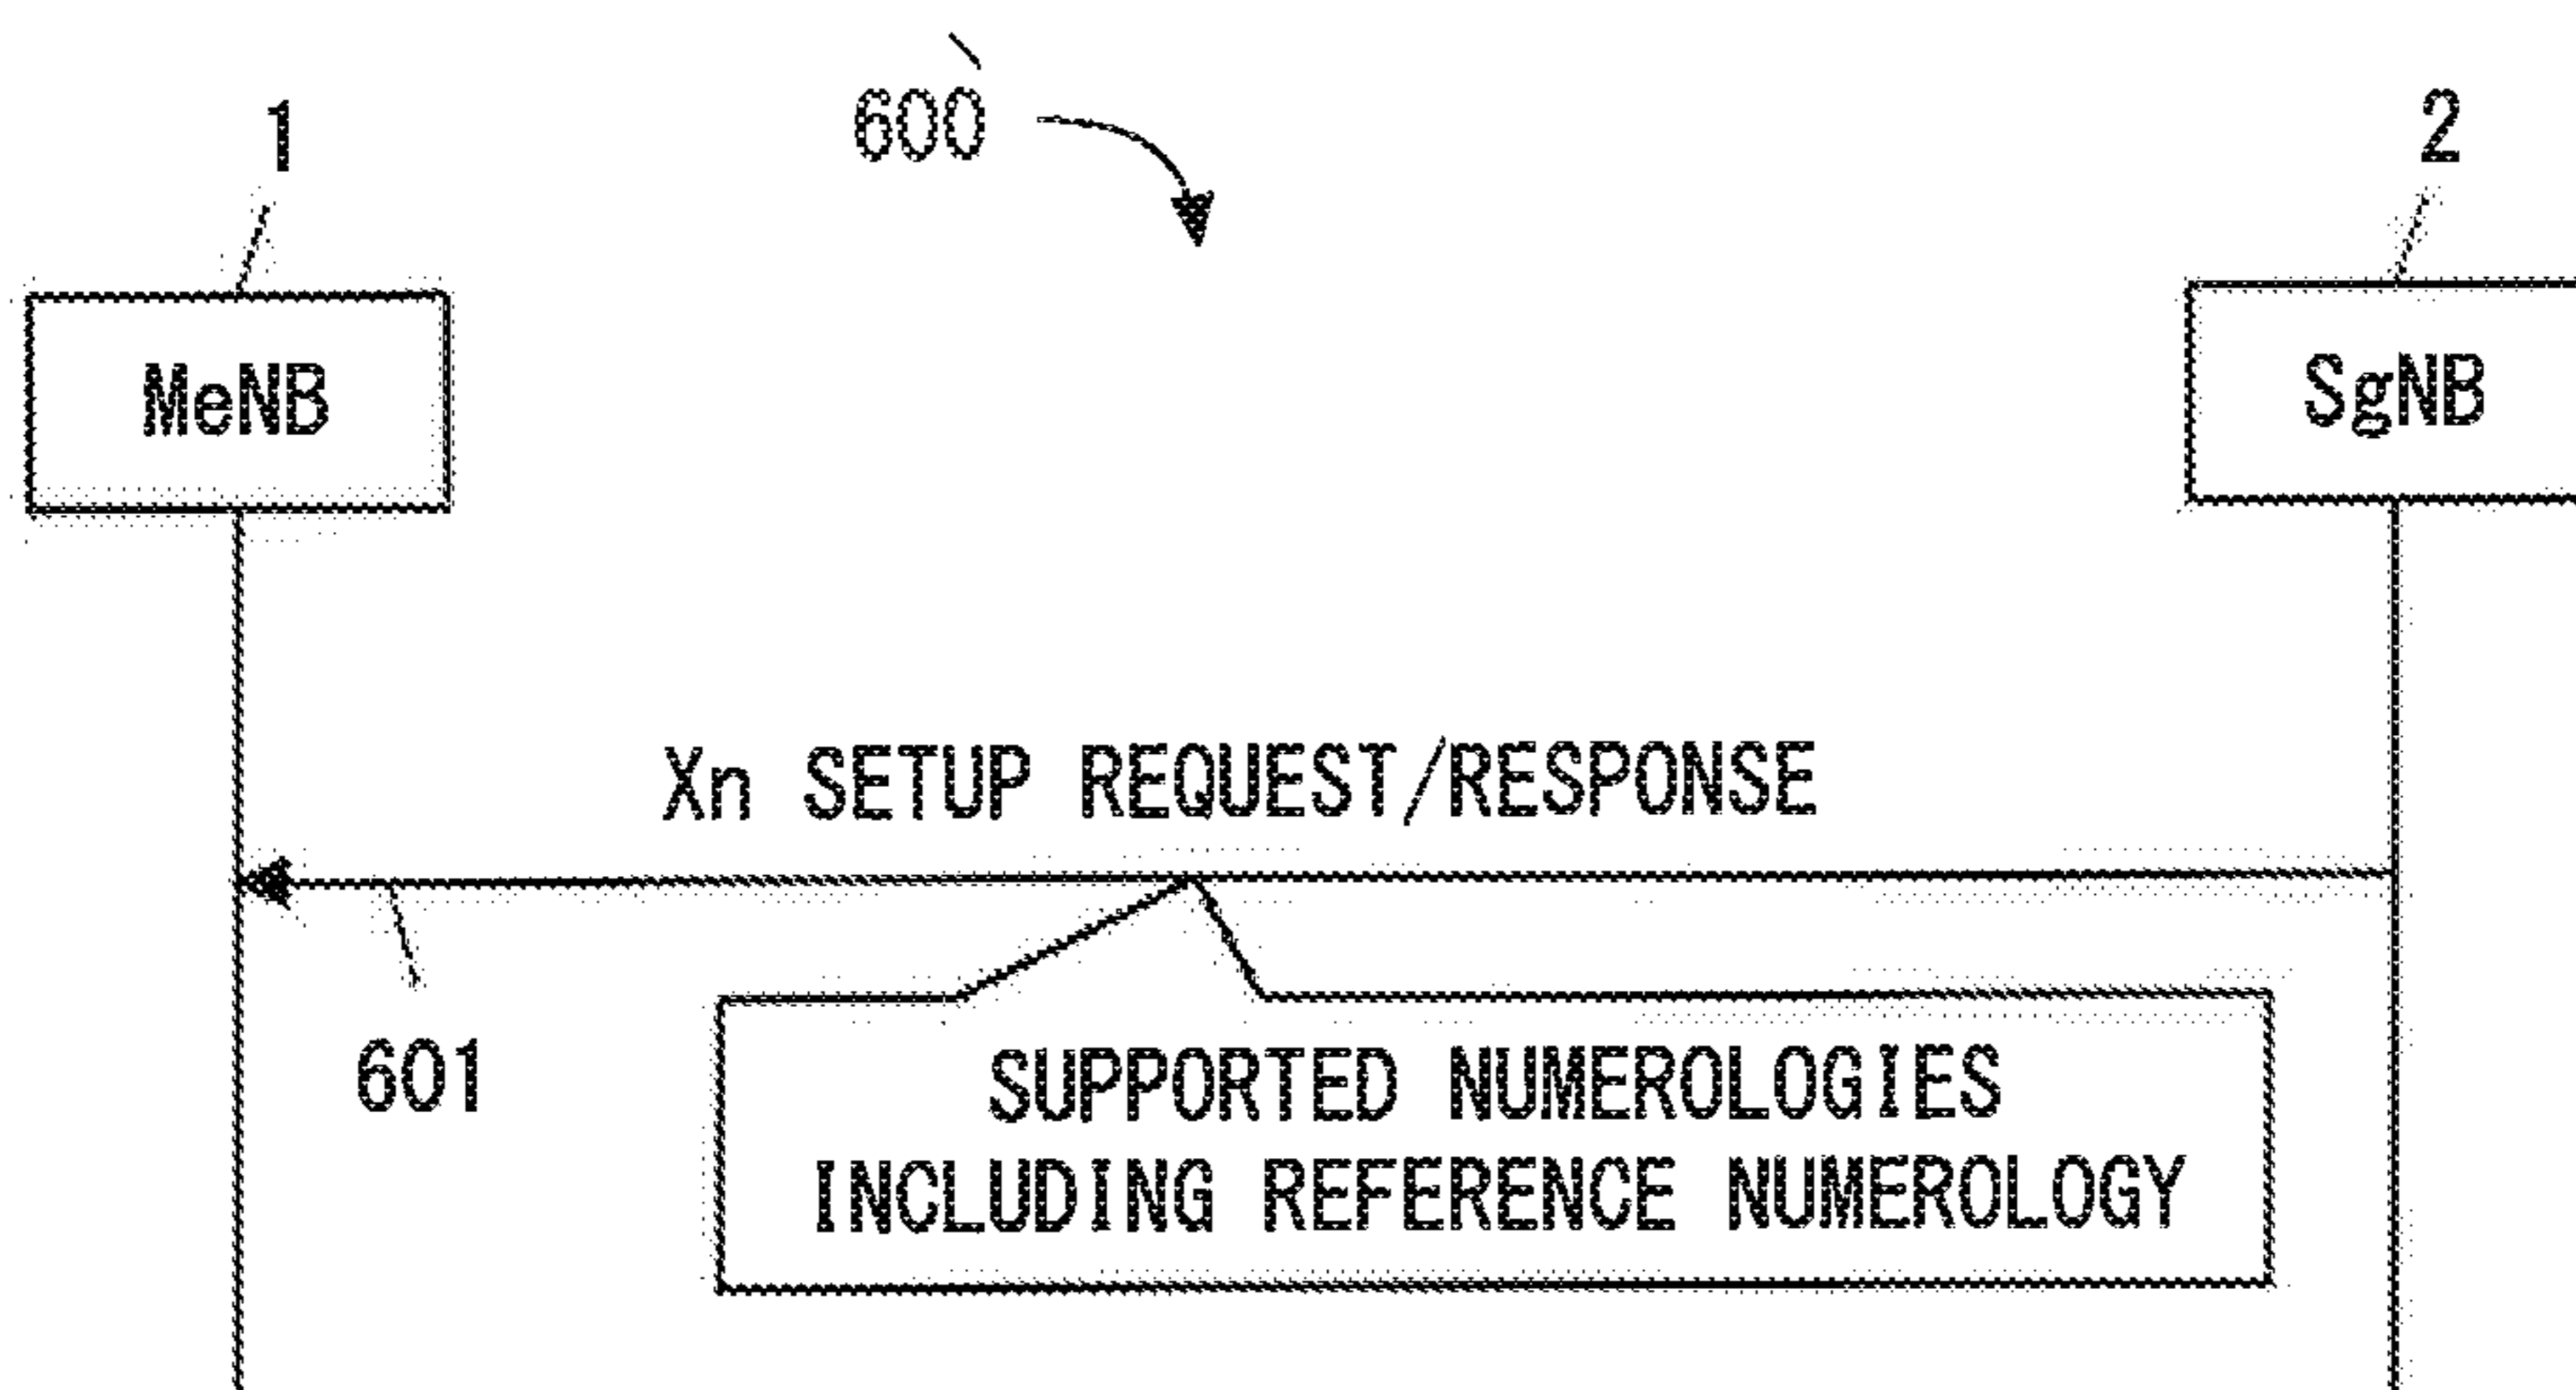 1
600
2
MeNB
SgNB
Xn SETUP REQUEST/RESPONSE
601
SUPPORTED NUMEROLOGIES
INCLUDING REFERENCE NUMEROLOGY